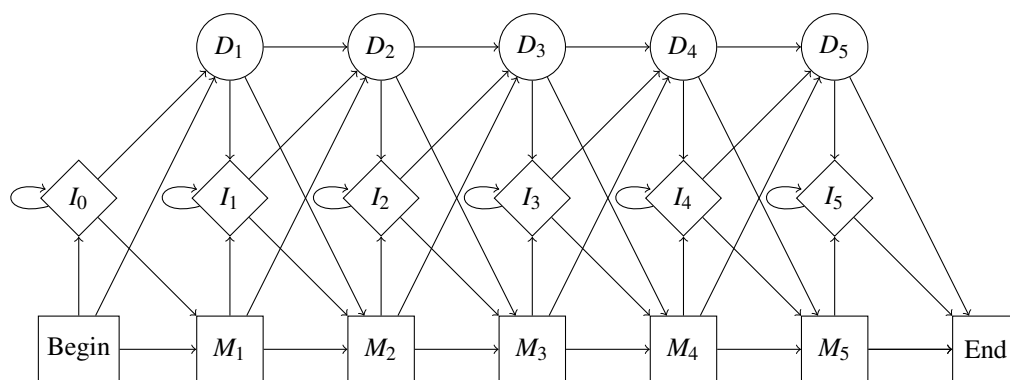 D₁ D₂ D₃ D₄ D₅
I₀ I₁ I₂ I₃ I₄ I₅
Begin M₁ M₂ M₃ M₄ M₅ End